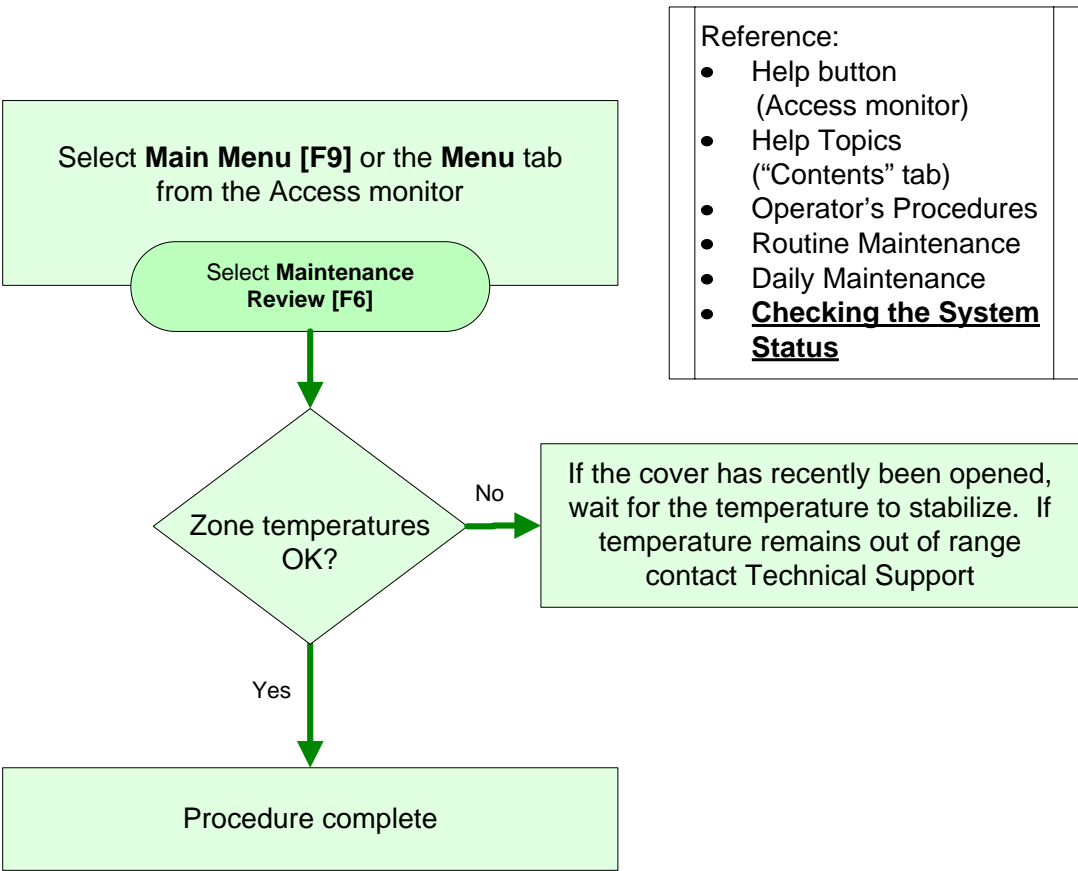 Reference:
• Help button
(Access monitor)
• Help Topics
(“Contents” tab)
• Operator’s Procedures
• Routine Maintenance
• Daily Maintenance
• Checking the System
Status
Select Main Menu [F9] or the Menu tab
from the Access monitor
Select Maintenance
Review [F6]
Zone temperatures
OK?
No
If the cover has recently been opened,
wait for the temperature to stabilize.  If
temperature remains out of range
contact Technical Support
Yes
Procedure complete